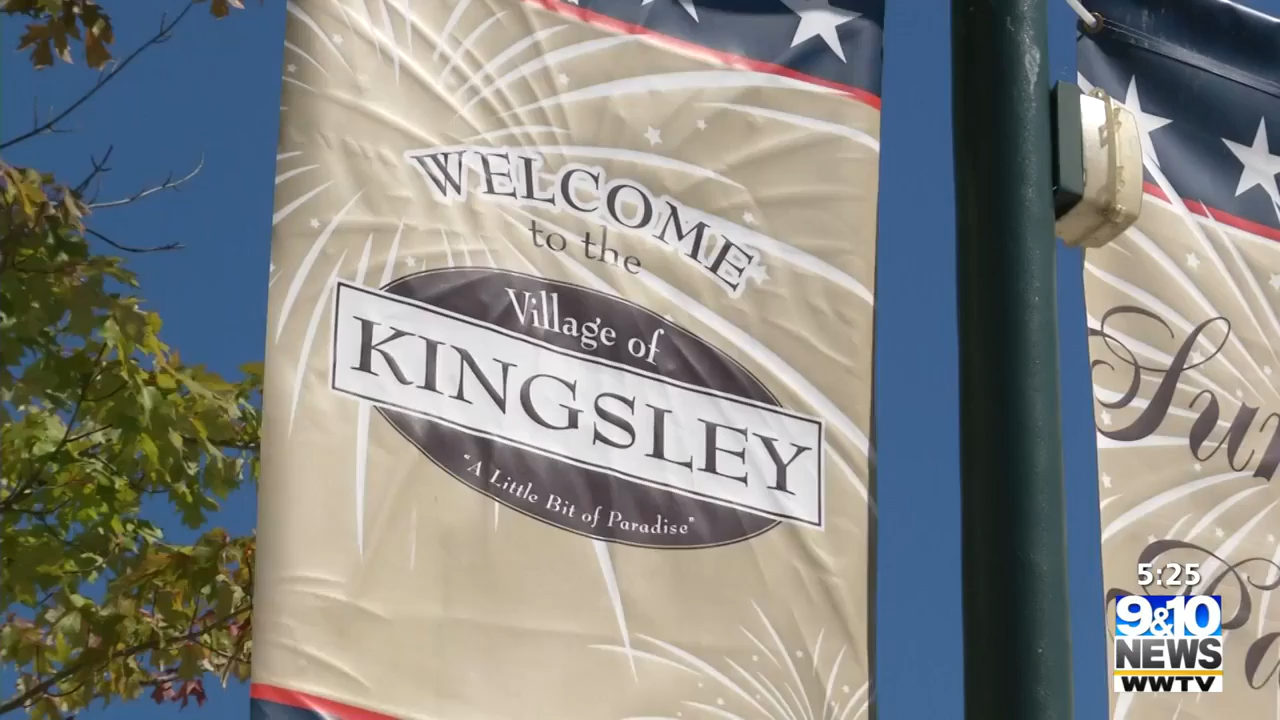 WELCOME
to the
Village of
KINGSLEY
"A Little Bit of Paradise"
5:25
9&10
NEWS
WWTV